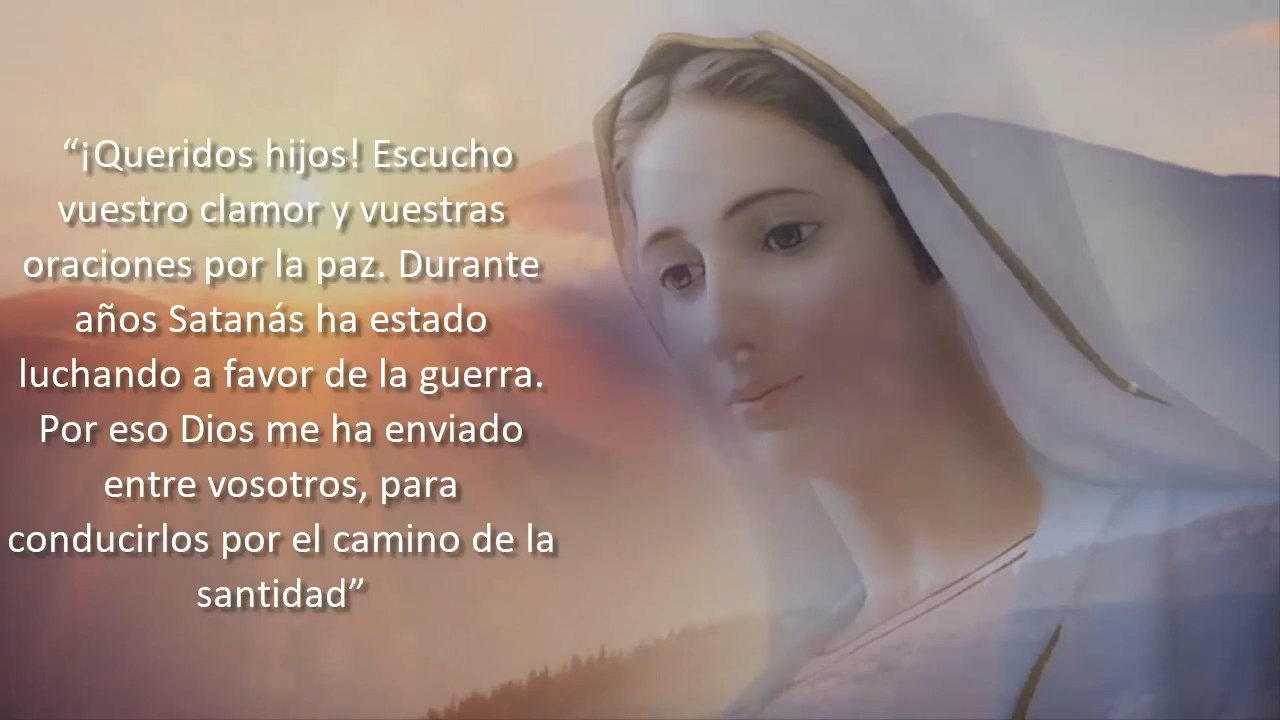 “¡Queridos hijos! Escucho
vuestro clamor y vuestras
oraciones por la paz. Durante
años Satanás ha estado
luchando a favor de la guerra.
Por eso Dios me ha enviado
entre vosotros, para
conducirlos por el camino de la
santidad”